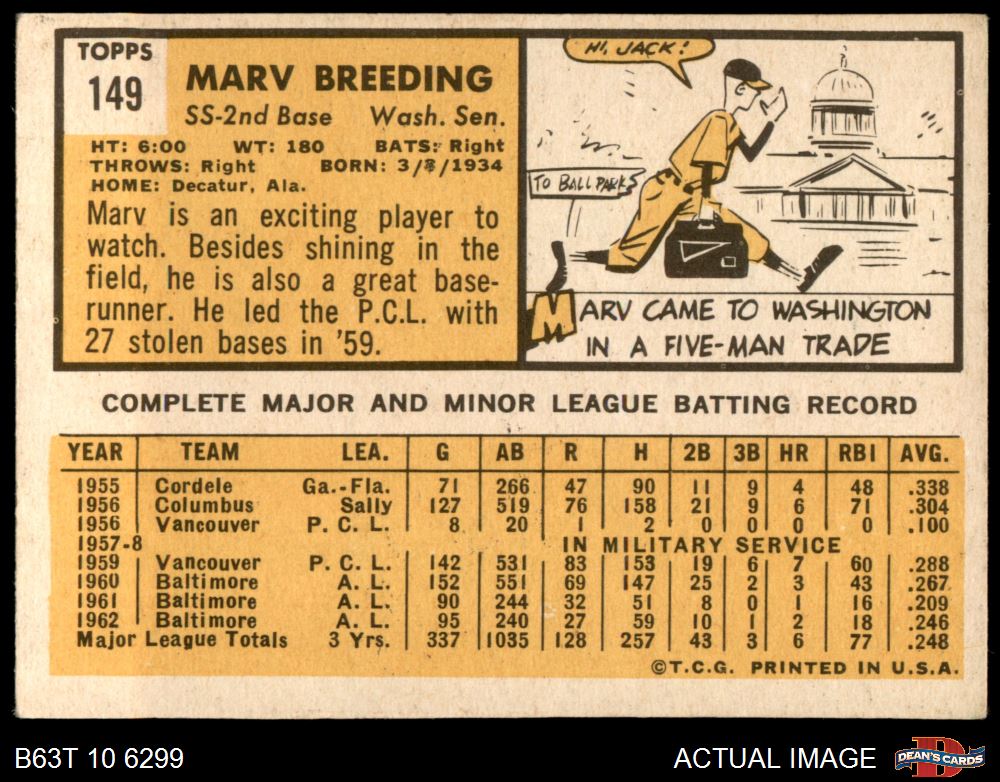 TOPPS
149
MARV BREEDING
SS-2nd Base Wash. Sen.
HT: 6:00 WT: 180 BATS: Right
THROWS: Right BORN: 3/8/1934
HOME: Decatur, Ala.
Marv is an exciting player to
watch. Besides shining in the
field, he is also a great base-
runner. He led the P.C.L. with
27 stolen bases in '59.
HI, JACK!
TO BALL PARK
MARV CAME TO WASHINGTON
IN A FIVE-MAN TRADE
COMPLETE MAJOR AND MINOR LEAGUE BATTING RECORD
YEAR TEAM LEA. G AB R H 2B 3B HR RBI AVG.
1955 Cordele Ga.-Fla. 71 266 47 90 11 9 4 48 .338
1956 Columbus Sally 127 519 76 158 21 9 6 71 .304
1956 Vancouver P. C. L. 8 20 1 2 0 0 0 0 .100
1957-8 IN MILITARY SERVICE
1959 Vancouver P. C. L. 142 531 83 153 19 6 7 60 .288
1960 Baltimore A. L. 152 551 69 147 25 2 3 43 .267
1961 Baltimore A. L. 90 244 32 51 8 0 1 16 .209
1962 Baltimore A. L. 95 240 27 59 10 1 2 18 .246
Major League Totals 3 Yrs. 337 1035 128 257 43 3 6 77 .248
©T.C.G. PRINTED IN U.S.A.
B63T 10 6299
ACTUAL IMAGE
D
DEAN'S CARDS